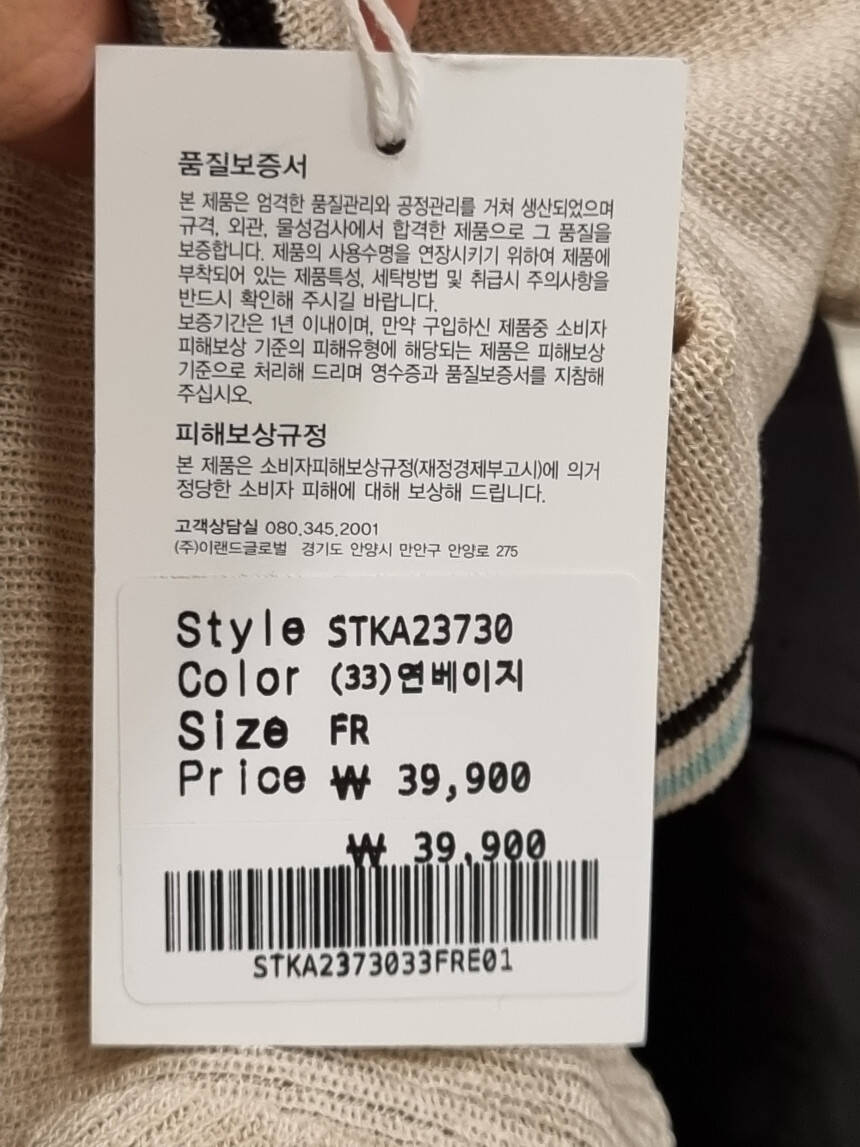 품질보증서
본 제품은 엄격한 품질관리와 공정관리를 거쳐 생산되었으며
규격, 외관, 물성검사에서 합격한 제품으로 그 품질을
보증합니다. 제품의 사용수명을 연장시키기 위하여 제품에
부착되어 있는 제품특성, 세탁방법 및 취급시 주의사항을
반드시 확인해 주시길 바랍니다.
보증기간은 1년 이내이며, 만약 구입하신 제품중 소비자
피해보상 기준의 피해유형에 해당되는 제품은 피해보상
기준으로 처리해 드리며 영수증과 품질보증서를 지참해
주십시오.
피해보상규정
본 제품은 소비자피해보상규정(재정경제부고시)에 의거
정당한 소비자 피해에 대해 보상해 드립니다.
고객상담실 080.345.2001
(주)이랜드글로벌 경기도 안양시 만안구 안양로 275
Style STKA23730
Color (33)연베이지
Size FR
Price ₩ 39,900
₩ 39,900
STKA2373033FRE01